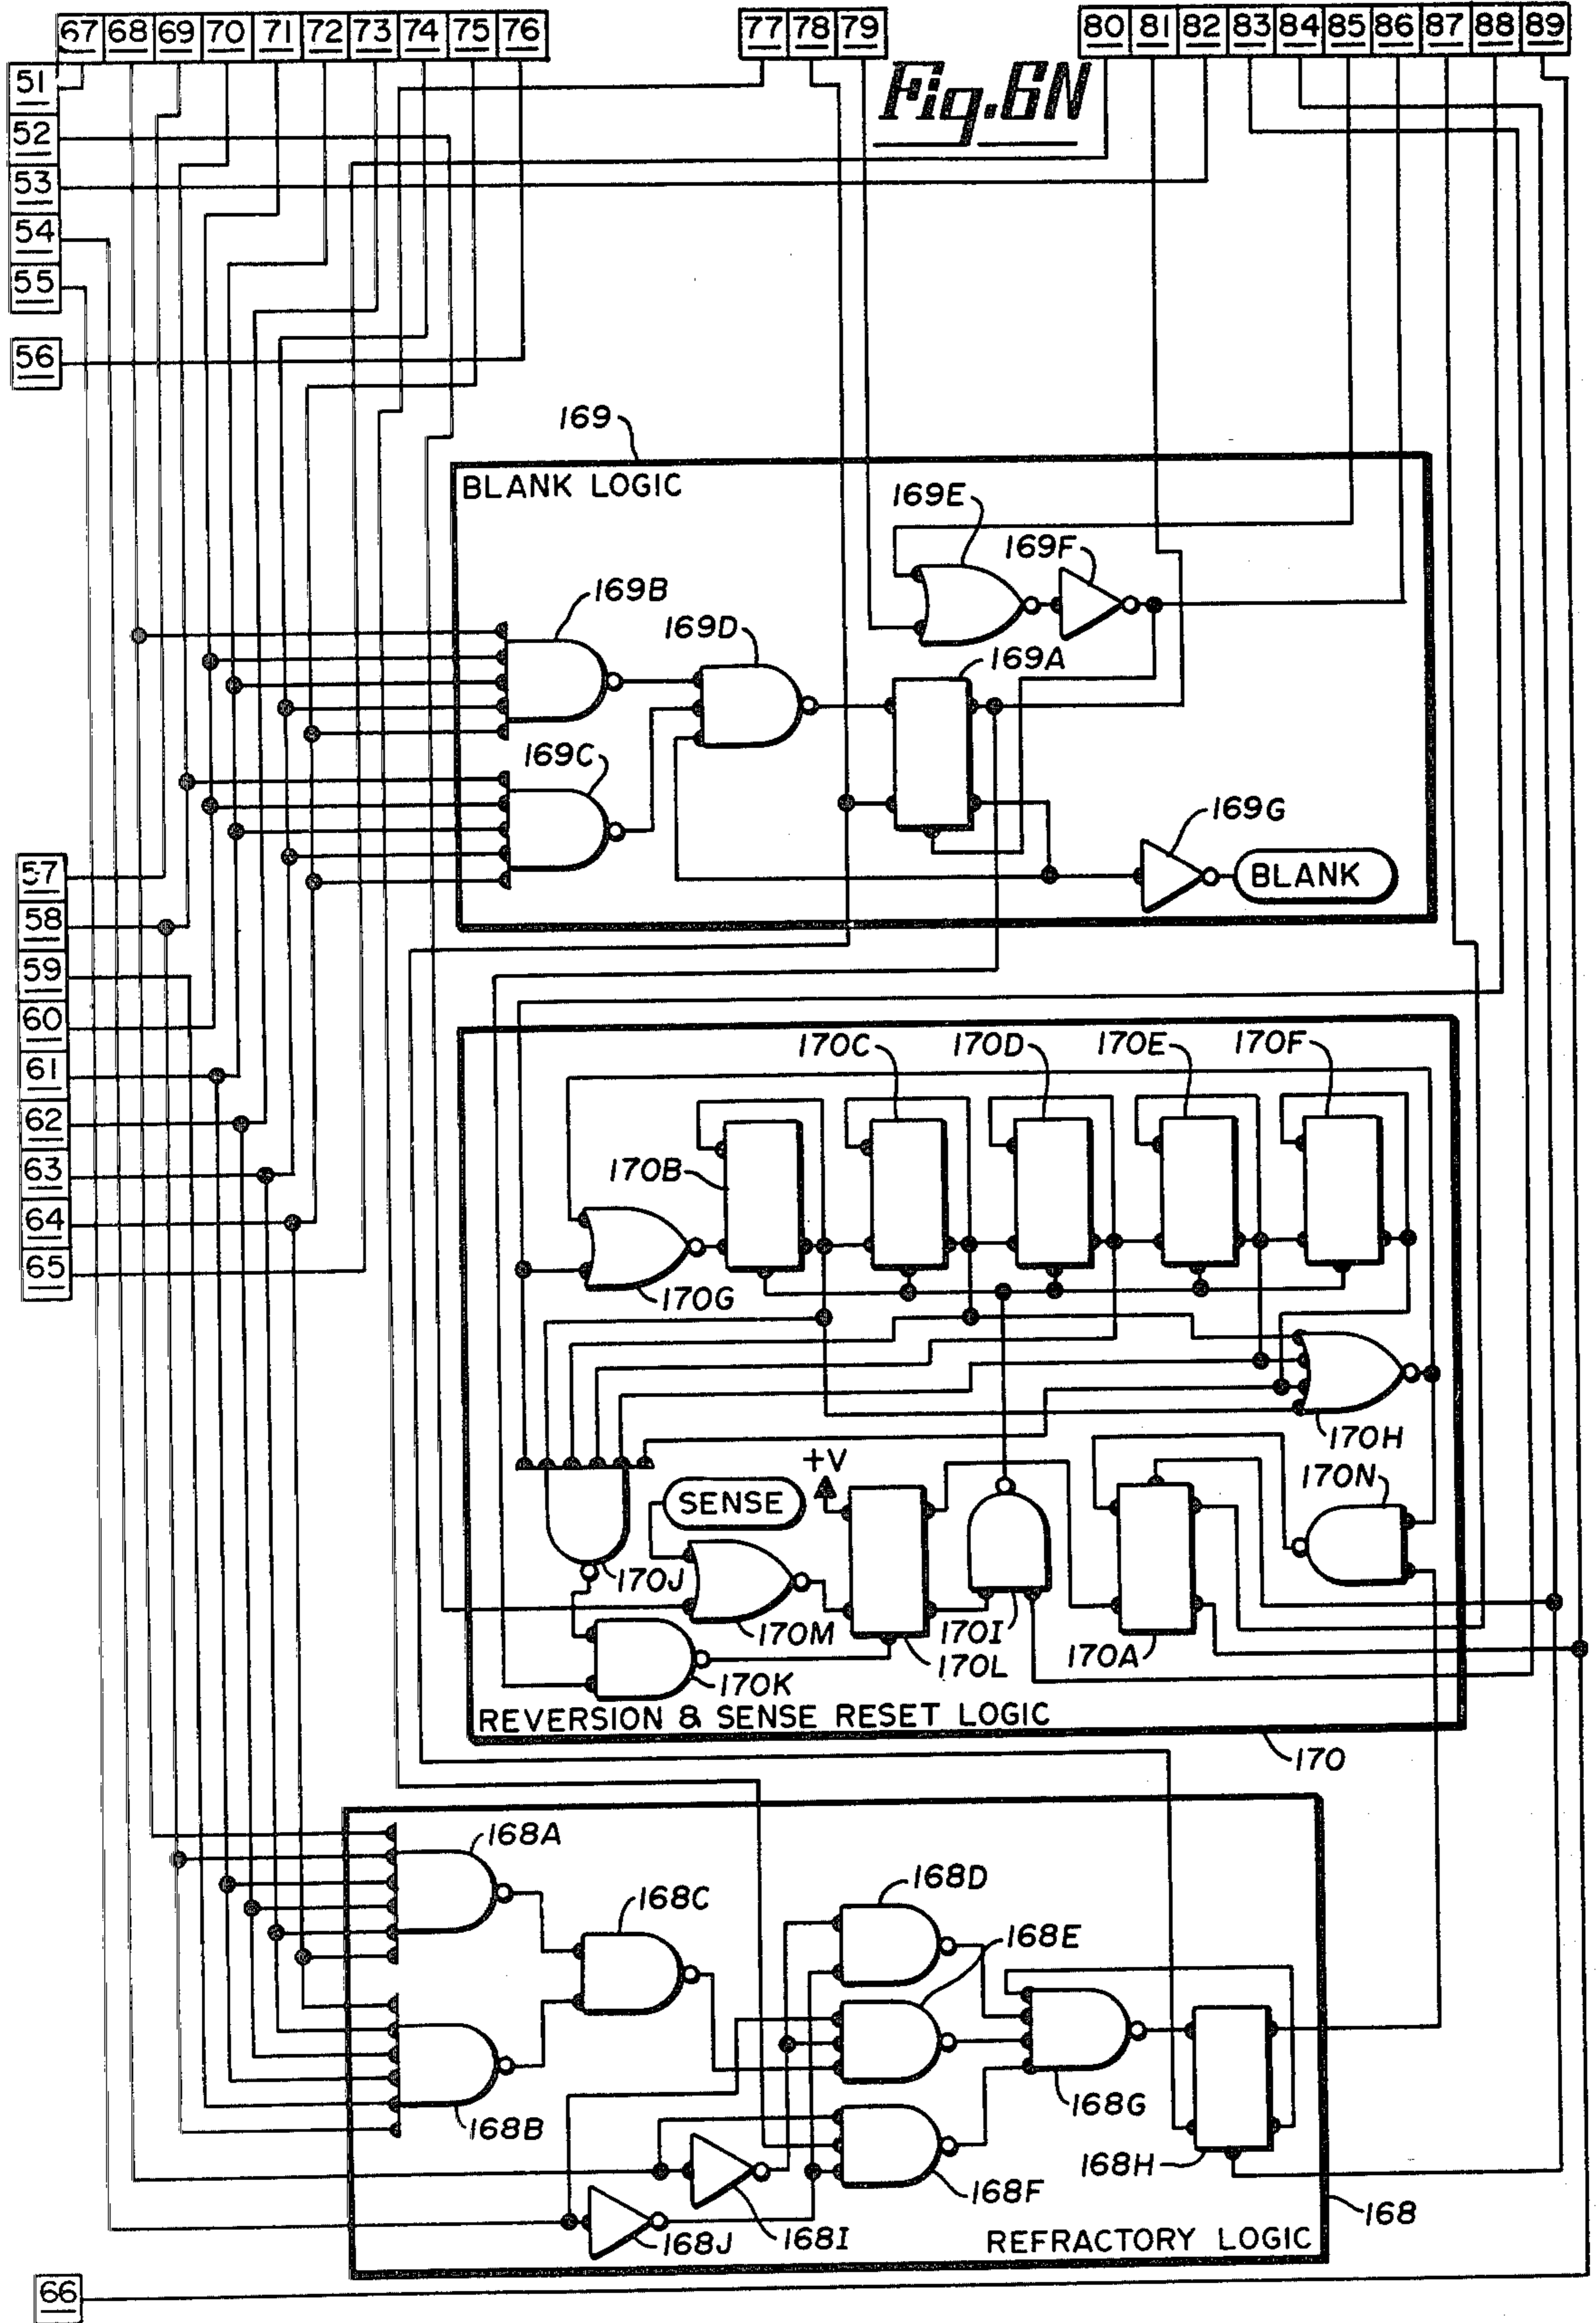 67 68 69 70 71 72 73 74 75 76 77 78 79 80 81 82 83 84 85 86 87 88 89
Fig. 6N
51
52
53
54
55
56
169
BLANK LOGIC
169E
169F
169B
169D
169A
169C
169G
BLANK
57
58
59
60
61
62
63
64
65
170C 170D 170E 170F
170B
170G
170H
+V
170N
SENSE
170J
170M
170I
170L
170A
170K
REVERSION & SENSE RESET LOGIC
170
168A
168C
168D
168E
168B
168G
168H
168F
168I
168J
168
REFRACTORY LOGIC
66